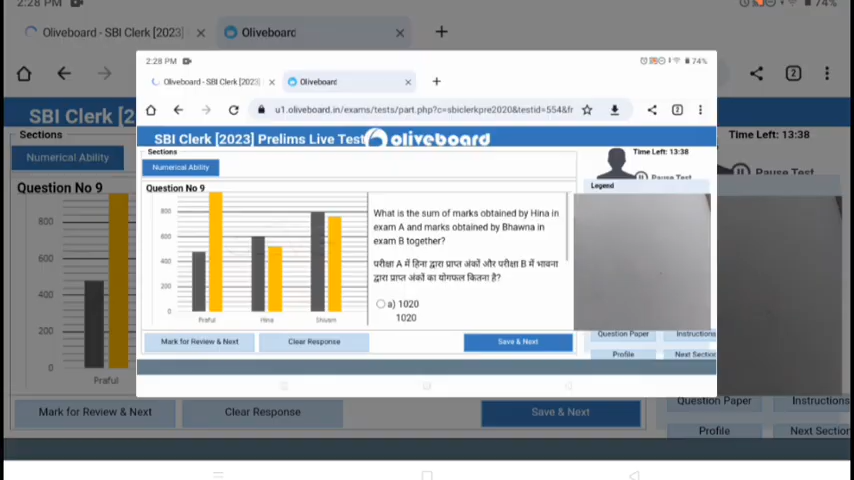 2:28 PM
74%
Oliveboard - SBI Clerk [2023]
Oliveboard
2
SBI Clerk [2
Sections
Numerical Ability
Time Left: 13:38
Pause Test
Question No 9
800
600
400
200
0
Praful
Mark for Review & Next
Clear Response
Save & Next
Question Paper
Instructions
Profile
Next Section
2:28 PM
74%
Oliveboard - SBI Clerk [2023]
Oliveboard
u1.oliveboard.in/exams/tests/part.php?c=sbiclerkpre2020&testid=554&fr
2
SBI Clerk [2023] Prelims Live Test
oliveboard
Sections
Numerical Ability
Time Left: 13:38
Pause Test
Legend
Question No 9
800
600
400
200
0
Praful
Hina
Shivam
What is the sum of marks obtained by Hina in
exam A and marks obtained by Bhawna in
exam B together?
परीक्षा A में हिना द्वारा प्राप्त अंकों और परीक्षा B में भावना
द्वारा प्राप्त अंकों का योगफल कितना है?
a) 1020
1020
Mark for Review & Next
Clear Response
Save & Next
Question Paper
Instructions
Profile
Next Section